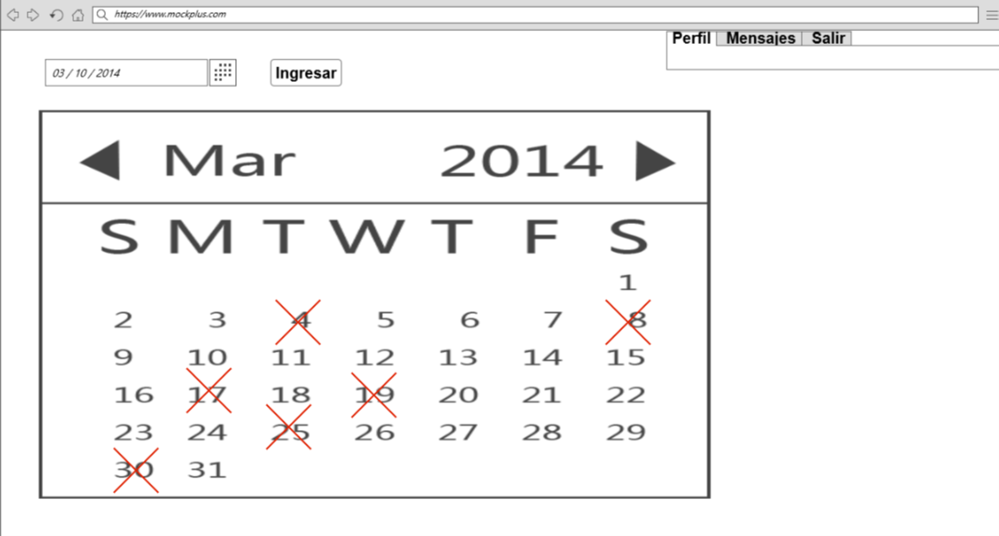 https://www.mockplus.com
Perfil Mensajes Salir
03 / 10 / 2014 Ingresar
Mar 2014
S M T W T F S
1
2 3 4 5 6 7 8
9 10 11 12 13 14 15
16 17 18 19 20 21 22
23 24 25 26 27 28 29
30 31